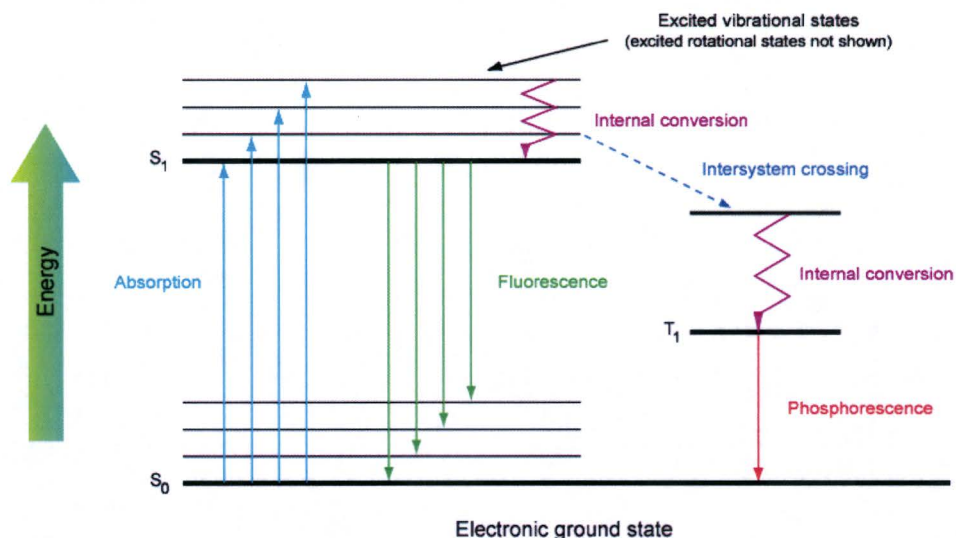 Excited vibrational states
(excited rotational states not shown)
Internal conversion
S1
Intersystem crossing
Energy
Absorption
Fluorescence
Internal conversion
T1
Phosphorescence
S0
Electronic ground state